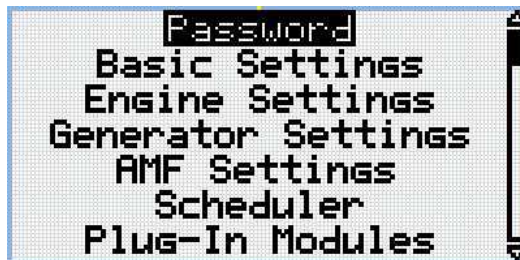 Password
Basic Settings
Engine Settings
Generator Settings
AMF Settings
Scheduler
Plug-In Modules